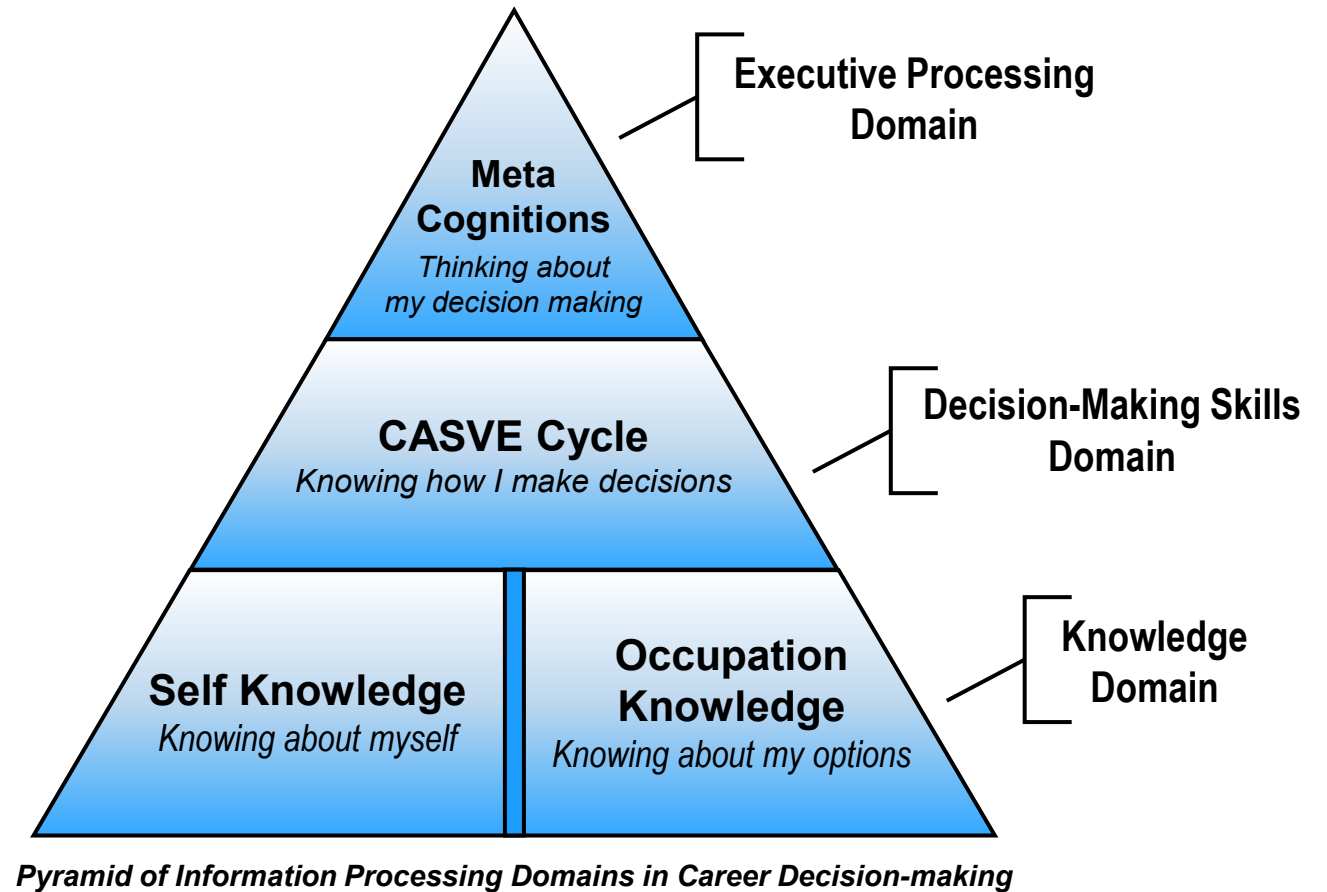 Executive Processing
Domain
Meta
Cognitions
Thinking about
my decision making
Decision-Making Skills
Domain
CASVE Cycle
Knowing how I make decisions
Knowledge
Domain
Self Knowledge
Knowing about myself
Occupation
Knowledge
Knowing about my options
Pyramid of Information Processing Domains in Career Decision-making